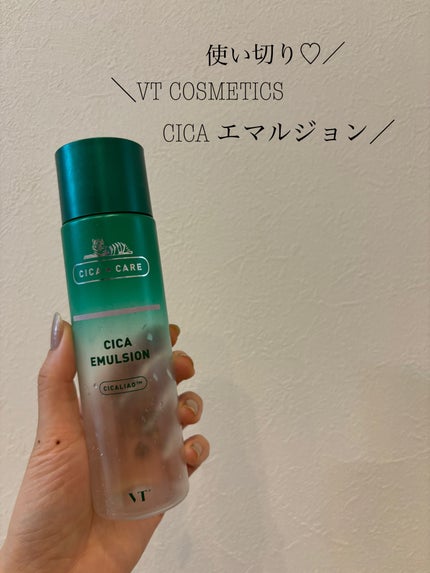 使い切り♡／
＼VT COSMETICS
CICA エマルジョン／
CICA CARE
CICA
EMULSION
CICALIAO™
VT